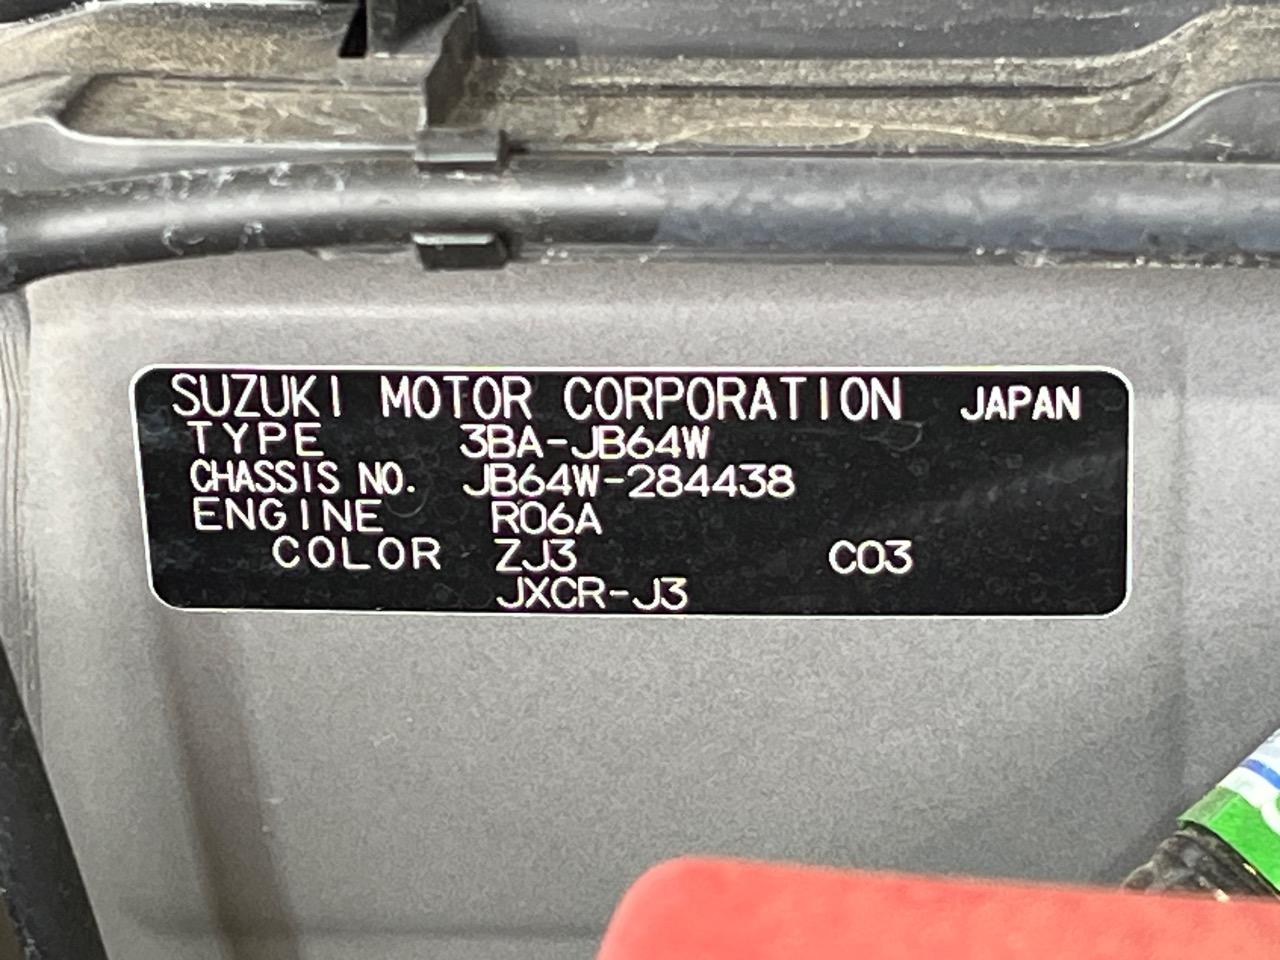 SUZUKI MOTOR CORPORATION JAPAN
TYPE 3BA-JB64W
CHASSIS NO. JB64W-284438
ENGINE R06A
COLOR ZJ3 C03
JXCR-J3